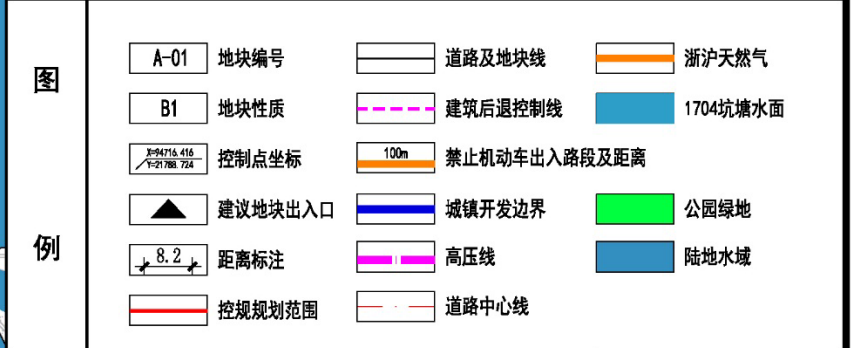 图例
A-01 地块编号
B1 地块性质
X=94716.416
Y=21788.724
控制点坐标
建议地块出入口
8.2 距离标注
控规规划范围
道路及地块线
建筑后退控制线
100m 禁止机动车出入路段及距离
城镇开发边界
高压线
道路中心线
浙沪天然气
1704坑塘水面
公园绿地
陆地水域